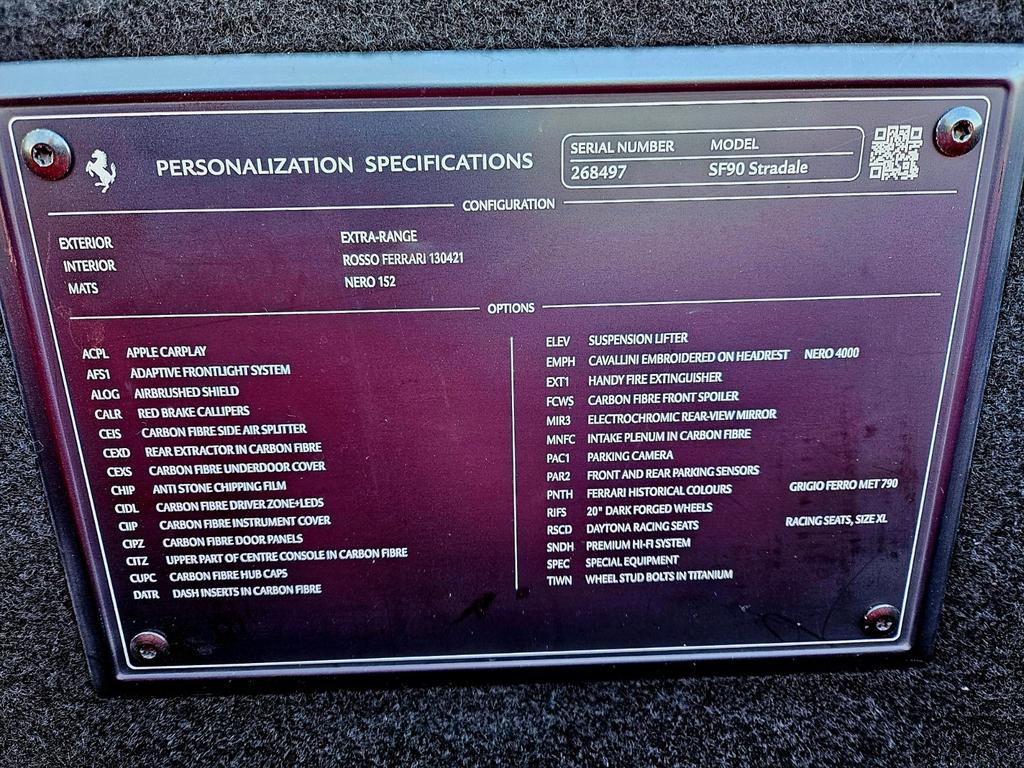 PERSONALIZATION SPECIFICATIONS
SERIAL NUMBER MODEL
268497 SF90 Stradale
CONFIGURATION
EXTERIOR EXTRA-RANGE
INTERIOR ROSSO FERRARI 130421
MATS NERO 152
OPTIONS
ACPL APPLE CARPLAY
AFS1 ADAPTIVE FRONTLIGHT SYSTEM
ALOG AIRBRUSHED SHIELD
CALR RED BRAKE CALLIPERS
CEIS CARBON FIBRE SIDE AIR SPLITTER
CEXD REAR EXTRACTOR IN CARBON FIBRE
CEXS CARBON FIBRE UNDERDOOR COVER
CHIP ANTI STONE CHIPPING FILM
CIDL CARBON FIBRE DRIVER ZONE+LEDS
CIIP CARBON FIBRE INSTRUMENT COVER
CIPZ CARBON FIBRE DOOR PANELS
CITZ UPPER PART OF CENTRE CONSOLE IN CARBON FIBRE
CUPC CARBON FIBRE HUB CAPS
DATR DASH INSERTS IN CARBON FIBRE
ELEV SUSPENSION LIFTER
EMPH CAVALLINI EMBROIDERED ON HEADREST NERO 4000
EXT1 HANDY FIRE EXTINGUISHER
FCWS CARBON FIBRE FRONT SPOILER
MIR3 ELECTROCHROMIC REAR-VIEW MIRROR
MNFC INTAKE PLENUM IN CARBON FIBRE
PAC1 PARKING CAMERA
PAR2 FRONT AND REAR PARKING SENSORS
PNTH FERRARI HISTORICAL COLOURS GRIGIO FERRO MET 790
RIFS 20" DARK FORGED WHEELS
RSCD DAYTONA RACING SEATS RACING SEATS, SIZE XL
SNDH PREMIUM HI-FI SYSTEM
SPEC SPECIAL EQUIPMENT
TIWN WHEEL STUD BOLTS IN TITANIUM